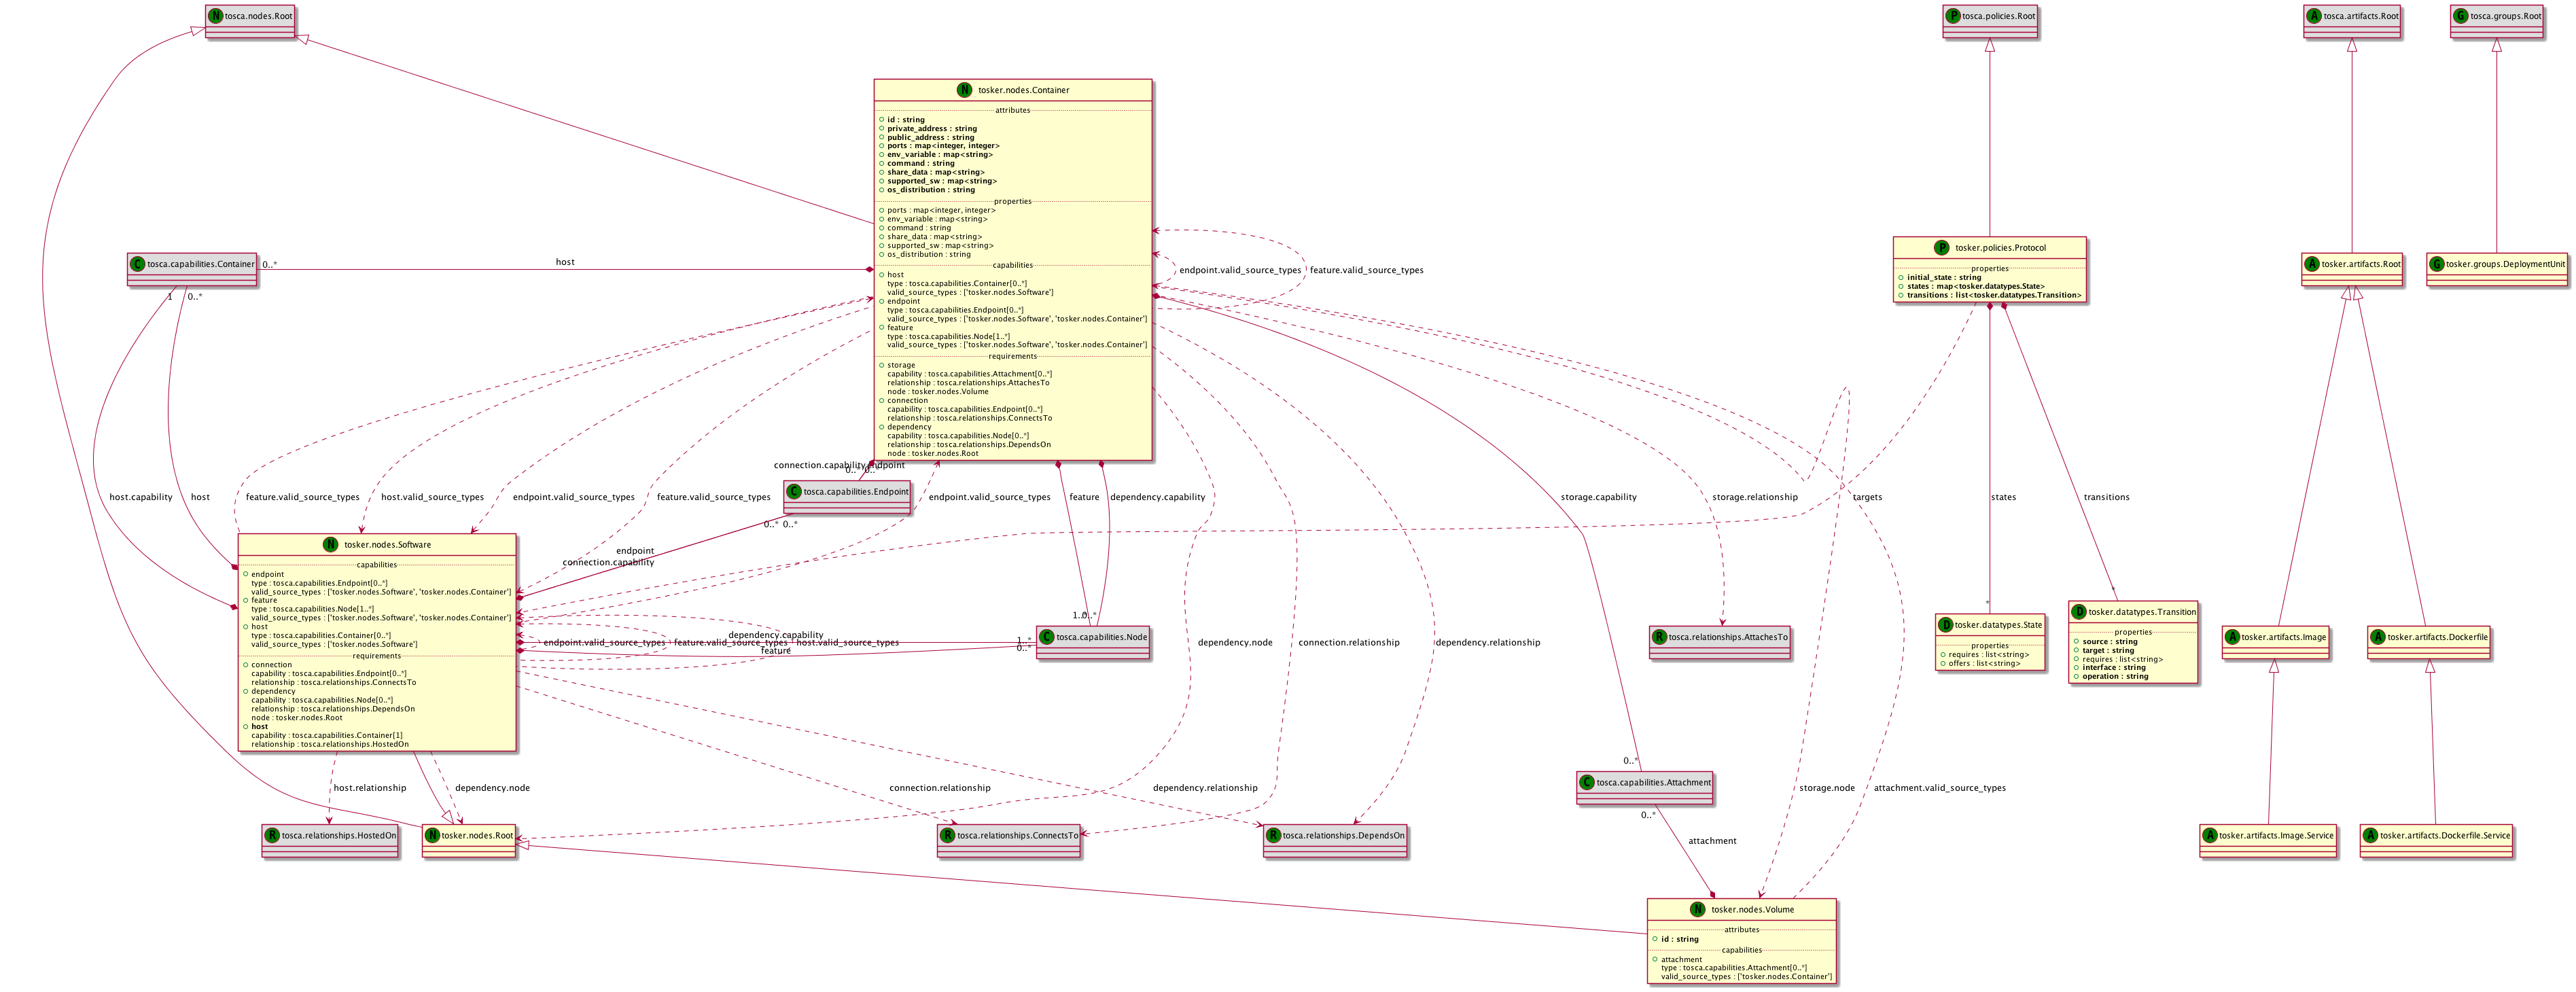 N tosca.nodes.Root
P tosca.policies.Root
A tosca.artifacts.Root
G tosca.groups.Root
N tosker.nodes.Container
attributes
id : string
private_address : string
public_address : string
ports : map<integer, integer>
env_variable : map<string>
command : string
share_data : map<string>
supported_sw : map<string>
os_distribution : string
properties
ports : map<integer, integer>
env_variable : map<string>
command : string
share_data : map<string>
supported_sw : map<string>
os_distribution : string
capabilities
host
type : tosca.capabilities.Container[0..*]
valid_source_types : ['tosker.nodes.Software']
endpoint
type : tosca.capabilities.Endpoint[0..*]
valid_source_types : ['tosker.nodes.Software', 'tosker.nodes.Container']
feature
type : tosca.capabilities.Node[1..*]
valid_source_types : ['tosker.nodes.Software', 'tosker.nodes.Container']
requirements
storage
capability : tosca.capabilities.Attachment[0..*]
relationship : tosca.relationships.AttachesTo
node : tosker.nodes.Volume
connection
capability : tosca.capabilities.Endpoint[0..*]
relationship : tosca.relationships.ConnectsTo
dependency
capability : tosca.capabilities.Node[0..*]
relationship : tosca.relationships.DependsOn
node : tosker.nodes.Root
C tosca.capabilities.Container
0..*
host
1
0..*
endpoint.valid_source_types
feature.valid_source_types
P tosker.policies.Protocol
properties
initial_state : string
states : map<tosker.datatypes.State>
transitions : list<tosker.datatypes.Transition>
A tosker.artifacts.Root
G tosker.groups.DeploymentUnit
connection.capability
endpoint
0..*
0..*
C tosca.capabilities.Endpoint
0..*
0..*
host.capability
host
feature.valid_source_types
host.valid_source_types
endpoint.valid_source_types
feature.valid_source_types
endpoint.valid_source_types
feature
dependency.capability
storage.capability
storage.relationship
targets
states
transitions
N tosker.nodes.Software
capabilities
endpoint
type : tosca.capabilities.Endpoint[0..*]
valid_source_types : ['tosker.nodes.Software', 'tosker.nodes.Container']
feature
type : tosca.capabilities.Node[1..*]
valid_source_types : ['tosker.nodes.Software', 'tosker.nodes.Container']
host
type : tosca.capabilities.Container[0..*]
valid_source_types : ['tosker.nodes.Software']
requirements
connection
capability : tosca.capabilities.Endpoint[0..*]
relationship : tosca.relationships.ConnectsTo
dependency
capability : tosca.capabilities.Node[0..*]
relationship : tosca.relationships.DependsOn
node : tosker.nodes.Root
host
capability : tosca.capabilities.Container[1]
relationship : tosca.relationships.HostedOn
endpoint
connection.capability
endpoint.valid_source_types
feature.valid_source_types
host.valid_source_types
dependency.capability
feature
1..*
0..*
1..*
0..*
C tosca.capabilities.Node
dependency.node
connection.relationship
dependency.relationship
R tosca.relationships.AttachesTo
*
D tosker.datatypes.State
properties
requires : list<string>
offers : list<string>
*
D tosker.datatypes.Transition
properties
source : string
target : string
requires : list<string>
interface : string
operation : string
A tosker.artifacts.Image
A tosker.artifacts.Dockerfile
host.relationship
dependency.node
connection.relationship
dependency.relationship
0..*
C tosca.capabilities.Attachment
0..*
storage.node
attachment.valid_source_types
R tosca.relationships.HostedOn
N tosker.nodes.Root
R tosca.relationships.ConnectsTo
R tosca.relationships.DependsOn
attachment
A tosker.artifacts.Image.Service
A tosker.artifacts.Dockerfile.Service
N tosker.nodes.Volume
attributes
id : string
capabilities
attachment
type : tosca.capabilities.Attachment[0..*]
valid_source_types : ['tosker.nodes.Container']